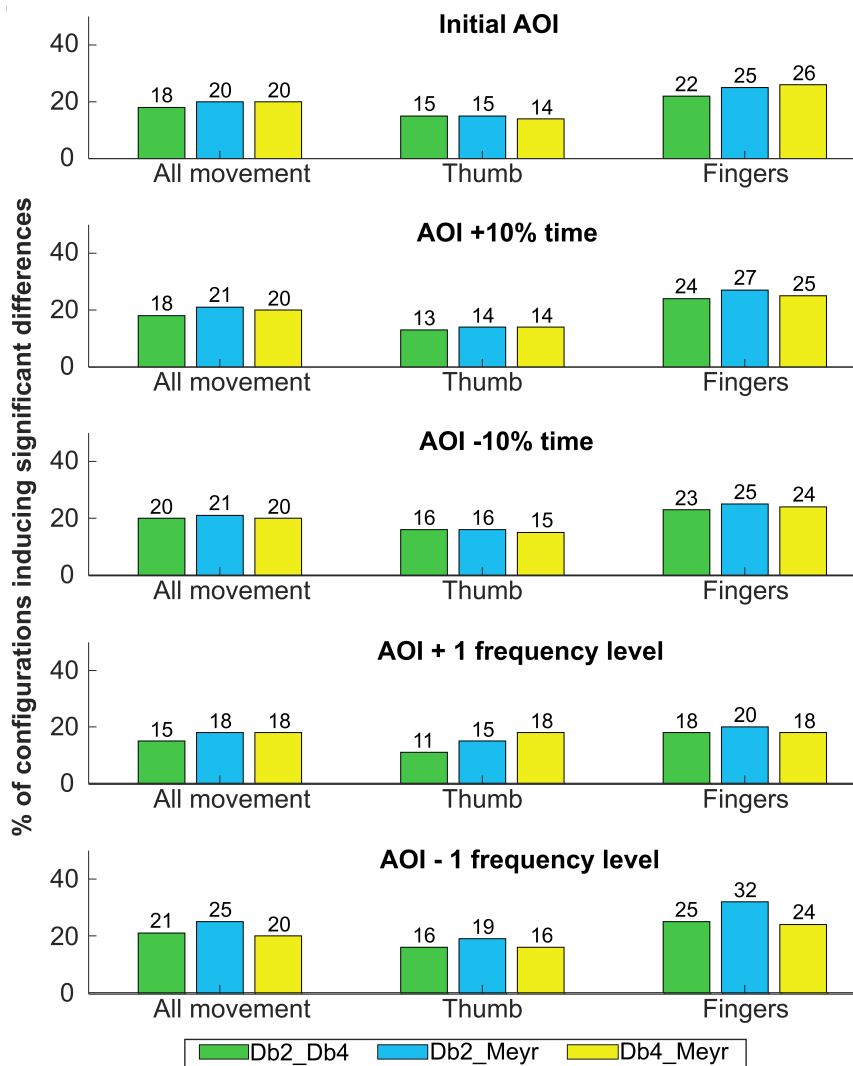 % of configurations inducing significant differences
Initial AOI
40
20
0
18 20 20
15 15 14
22 25 26
All movement Thumb Fingers
AOI +10% time
40
20
0
18 21 20
13 14 14
24 27 25
All movement Thumb Fingers
AOI -10% time
40
20
0
20 21 20
16 16 15
23 25 24
All movement Thumb Fingers
AOI + 1 frequency level
40
20
0
15 18 18
11 15 18
18 20 18
All movement Thumb Fingers
AOI - 1 frequency level
40
20
0
21 25 20
16 19 16
25 32 24
All movement Thumb Fingers
Db2_Db4 Db2_Meyr Db4_Meyr